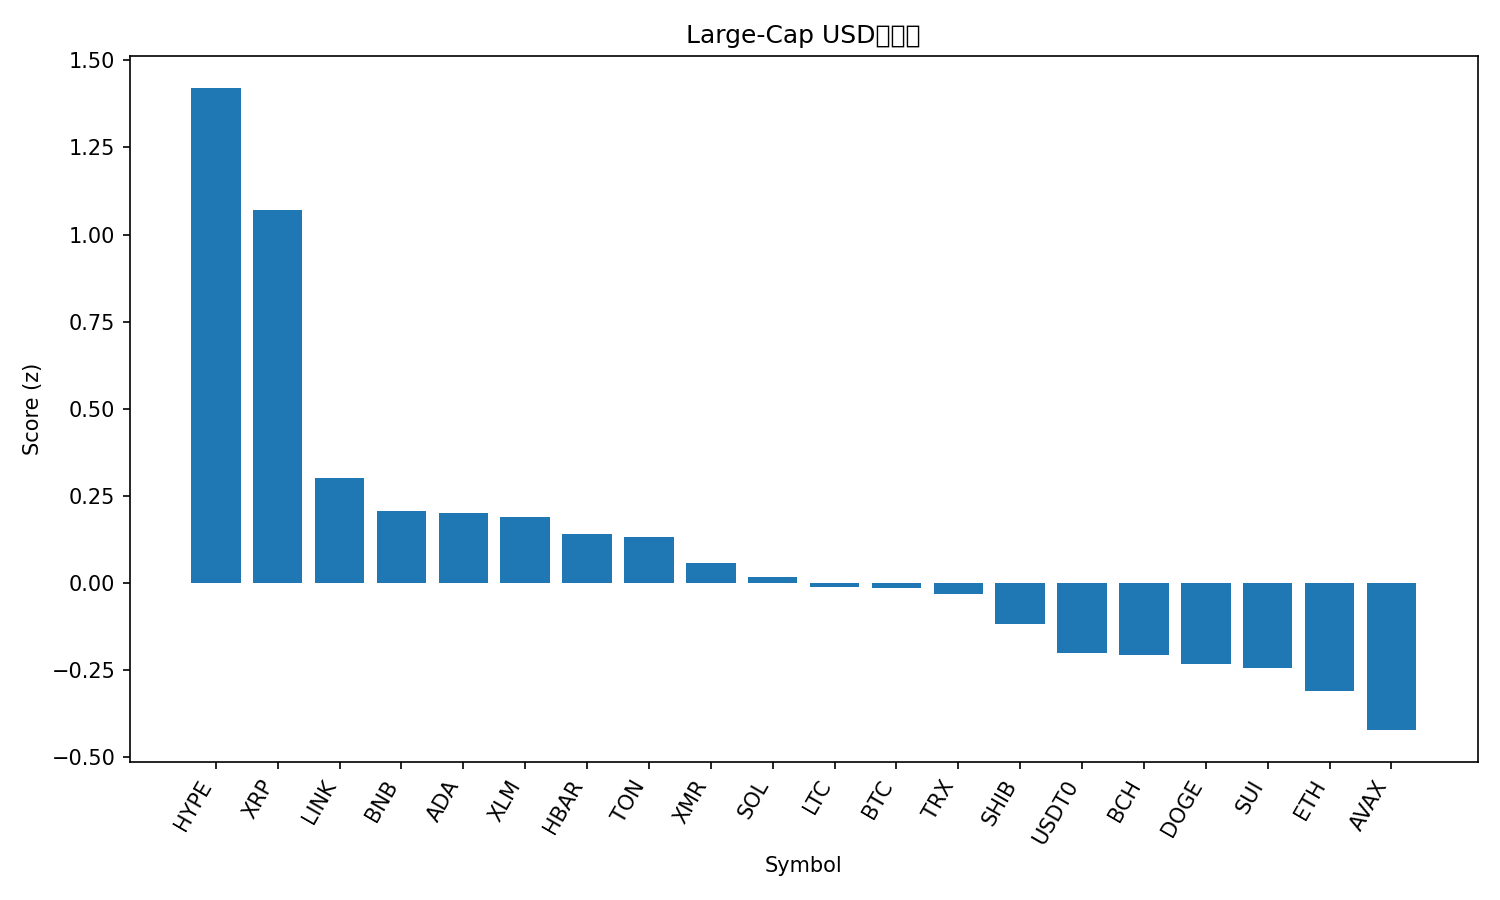 Large-Cap USD
1.50
1.25
1.00
0.75
0.50
0.25
0.00
−0.25
−0.50
Score (z)
HYPE
XRP
LINK
BNB
ADA
XLM
HBAR
TON
XMR
SOL
LTC
BTC
TRX
SHIB
USDT0
BCH
DOGE
SUI
ETH
AVAX
Symbol